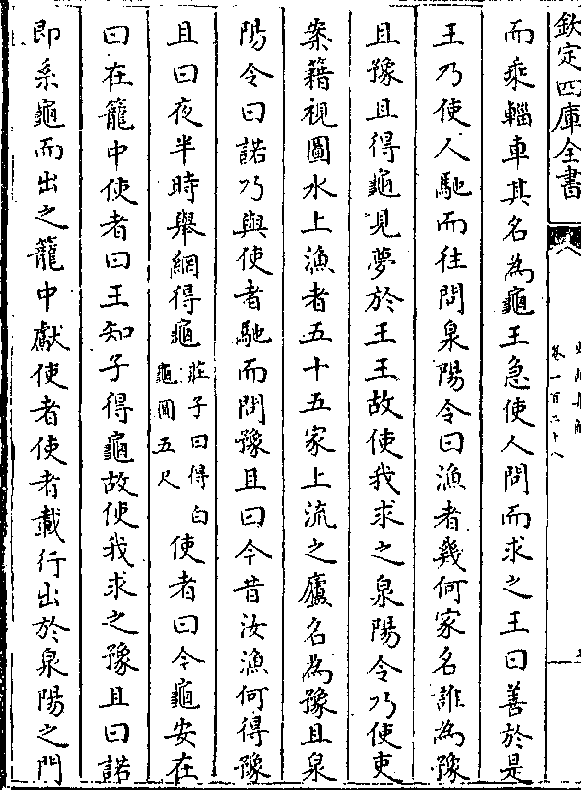 欽定四庫全書
卷一百二十八
而乘輜車其名為龜王急使人問而求之王曰善於是
王乃使人馳而往問泉陽令曰漁者幾何家名誰為豫
且豫且得龜見夢於王王故使我求之泉陽令乃使吏
案籍視圖水上漁者五十五家上流之廬名為豫且泉
陽令曰諾乃與使者馳而問豫且曰今昔汝漁何得豫
且曰夜半時舉網得龜莊子曰得白龜圓五尺使者曰今龜安在
曰在籠中使者曰王知子得龜故使我求之豫且曰諾
即系龜而出之籠中獻使者使者載行出於泉陽之門